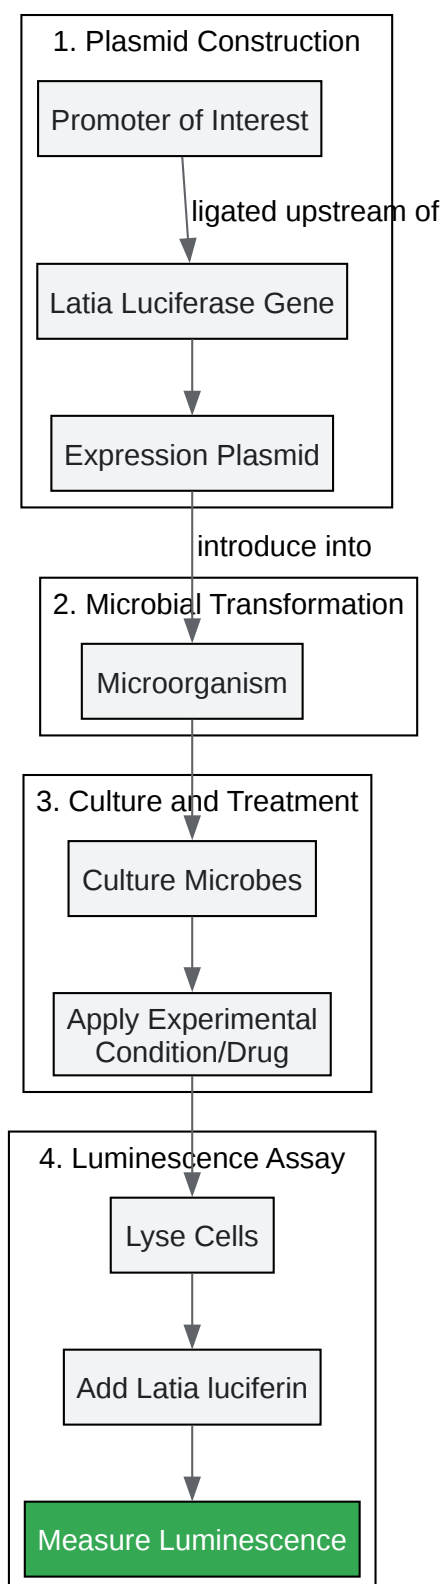 1. Plasmid Construction
Promoter of Interest
ligated upstream of
Latia Luciferase Gene
Expression Plasmid
introduce into
2. Microbial Transformation
Microorganism
3. Culture and Treatment
Culture Microbes
Apply Experimental
Condition/Drug
4. Luminescence Assay
Lyse Cells
Add Latia luciferin
Measure Luminescence